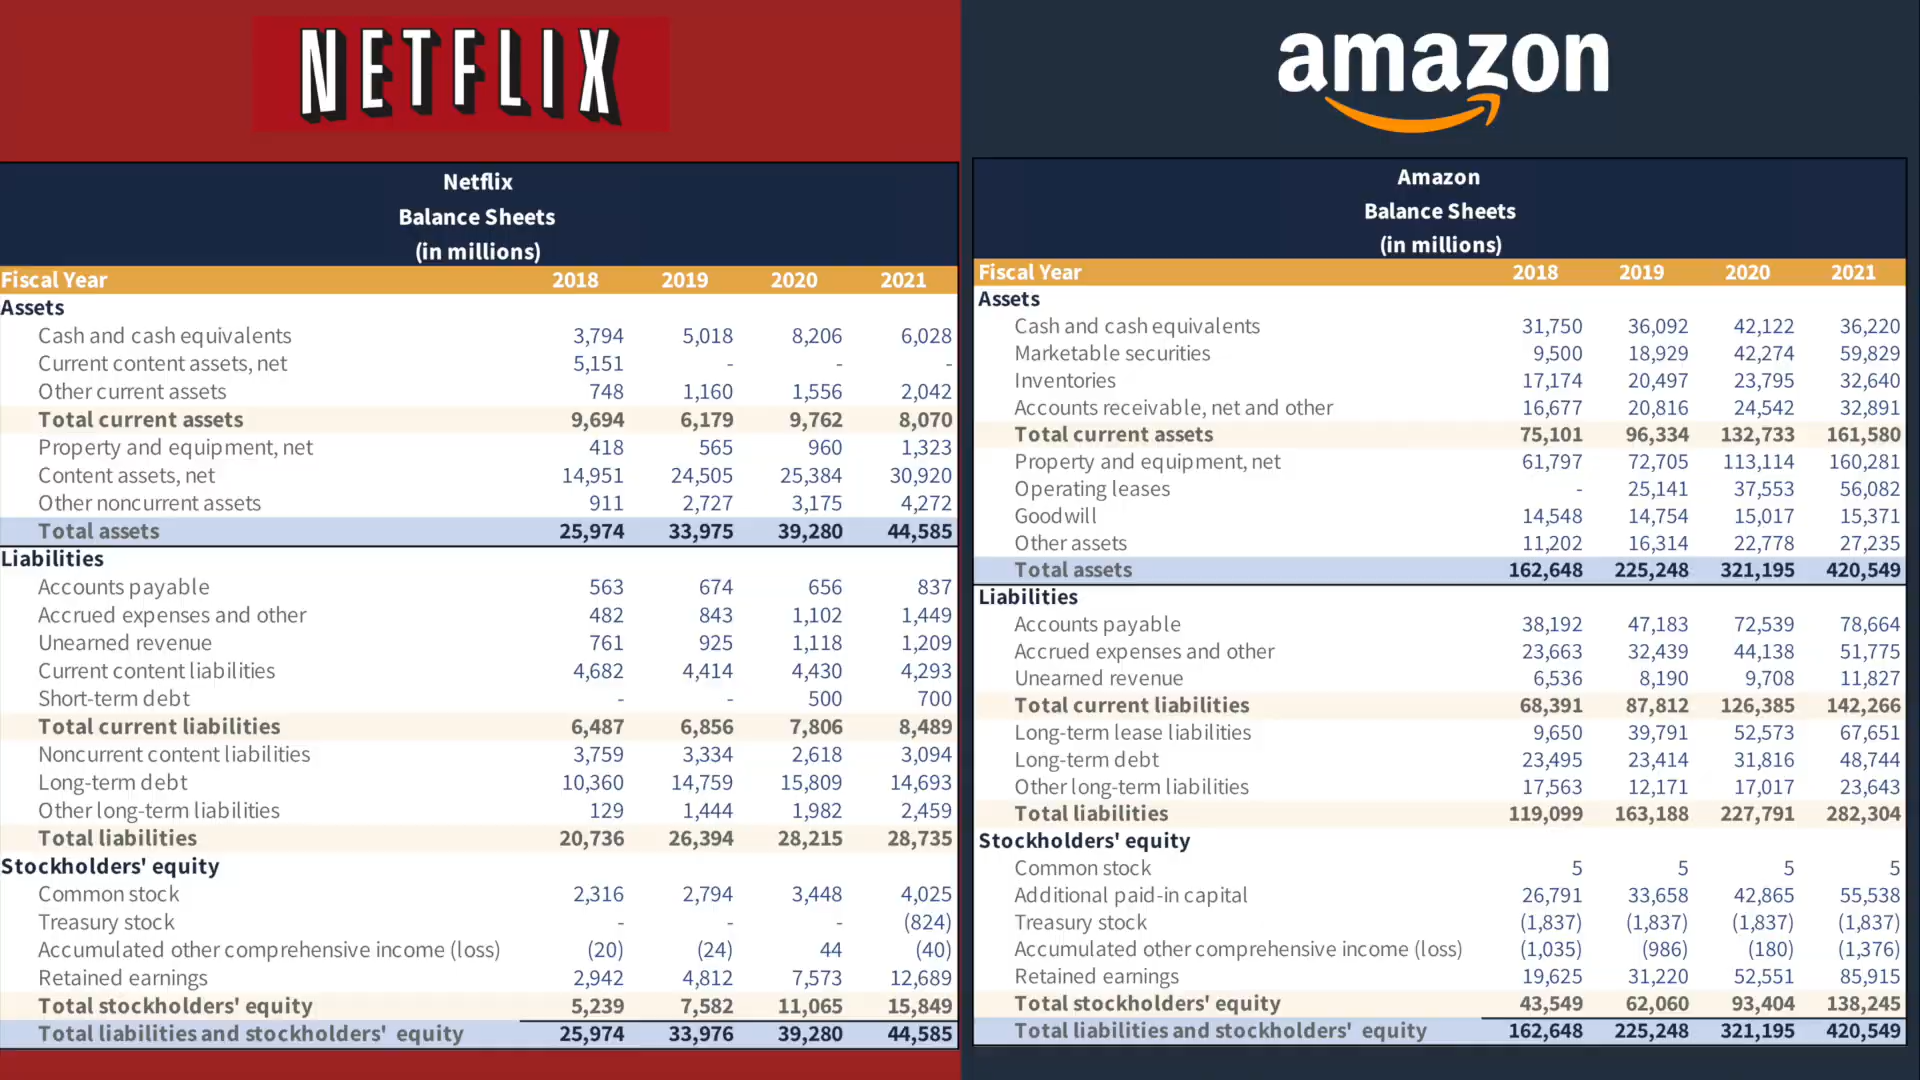 NETFLIX
Netflix
Balance Sheets
(in millions)
Fiscal Year 2018 2019 2020 2021
Assets
Cash and cash equivalents 3,794 5,018 8,206 6,028
Current content assets, net 5,151 - - -
Other current assets 748 1,160 1,556 2,042
Total current assets 9,694 6,179 9,762 8,070
Property and equipment, net 418 565 960 1,323
Content assets, net 14,951 24,505 25,384 30,920
Other noncurrent assets 911 2,727 3,175 4,272
Total assets 25,974 33,975 39,280 44,585
Liabilities
Accounts payable 563 674 656 837
Accrued expenses and other 482 843 1,102 1,449
Unearned revenue 761 925 1,118 1,209
Current content liabilities 4,682 4,414 4,430 4,293
Short-term debt - - 500 700
Total current liabilities 6,487 6,856 7,806 8,489
Noncurrent content liabilities 3,759 3,334 2,618 3,094
Long-term debt 10,360 14,759 15,809 14,693
Other long-term liabilities 129 1,444 1,982 2,459
Total liabilities 20,736 26,394 28,215 28,735
Stockholders' equity
Common stock 2,316 2,794 3,448 4,025
Treasury stock - - - (824)
Accumulated other comprehensive income (loss) (20) (24) 44 (40)
Retained earnings 2,942 4,812 7,573 12,689
Total stockholders' equity 5,239 7,582 11,065 15,849
Total liabilities and stockholders' equity 25,974 33,976 39,280 44,585
amazon
Amazon
Balance Sheets
(in millions)
Fiscal Year 2018 2019 2020 2021
Assets
Cash and cash equivalents 31,750 36,092 42,122 36,220
Marketable securities 9,500 18,929 42,274 59,829
Inventories 17,174 20,497 23,795 32,640
Accounts receivable, net and other 16,677 20,816 24,542 32,891
Total current assets 75,101 96,334 132,733 161,580
Property and equipment, net 61,797 72,705 113,114 160,281
Operating leases - 25,141 37,553 56,082
Goodwill 14,548 14,754 15,017 15,371
Other assets 11,202 16,314 22,778 27,235
Total assets 162,648 225,248 321,195 420,549
Liabilities
Accounts payable 38,192 47,183 72,539 78,664
Accrued expenses and other 23,663 32,439 44,138 51,775
Unearned revenue 6,536 8,190 9,708 11,827
Total current liabilities 68,391 87,812 126,385 142,266
Long-term lease liabilities 9,650 39,791 52,573 67,651
Long-term debt 23,495 23,414 31,816 48,744
Other long-term liabilities 17,563 12,171 17,017 23,643
Total liabilities 119,099 163,188 227,791 282,304
Stockholders' equity
Common stock 5 5 5 5
Additional paid-in capital 26,791 33,658 42,865 55,538
Treasury stock (1,837) (1,837) (1,837) (1,837)
Accumulated other comprehensive income (loss) (1,035) (986) (180) (1,376)
Retained earnings 19,625 31,220 52,551 85,915
Total stockholders' equity 43,549 62,060 93,404 138,245
Total liabilities and stockholders' equity 162,648 225,248 321,195 420,549